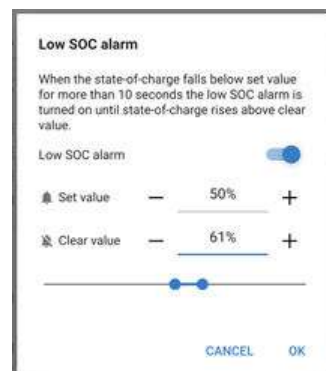 Low SOC alarm
When the state-of-charge falls below set value
for more than 10 seconds the low SOC alarm is
turned on until state-of-charge rises above clear
value.
Low SOC alarm
Set value — 50% +
Clear value — 61% +
CANCEL OK